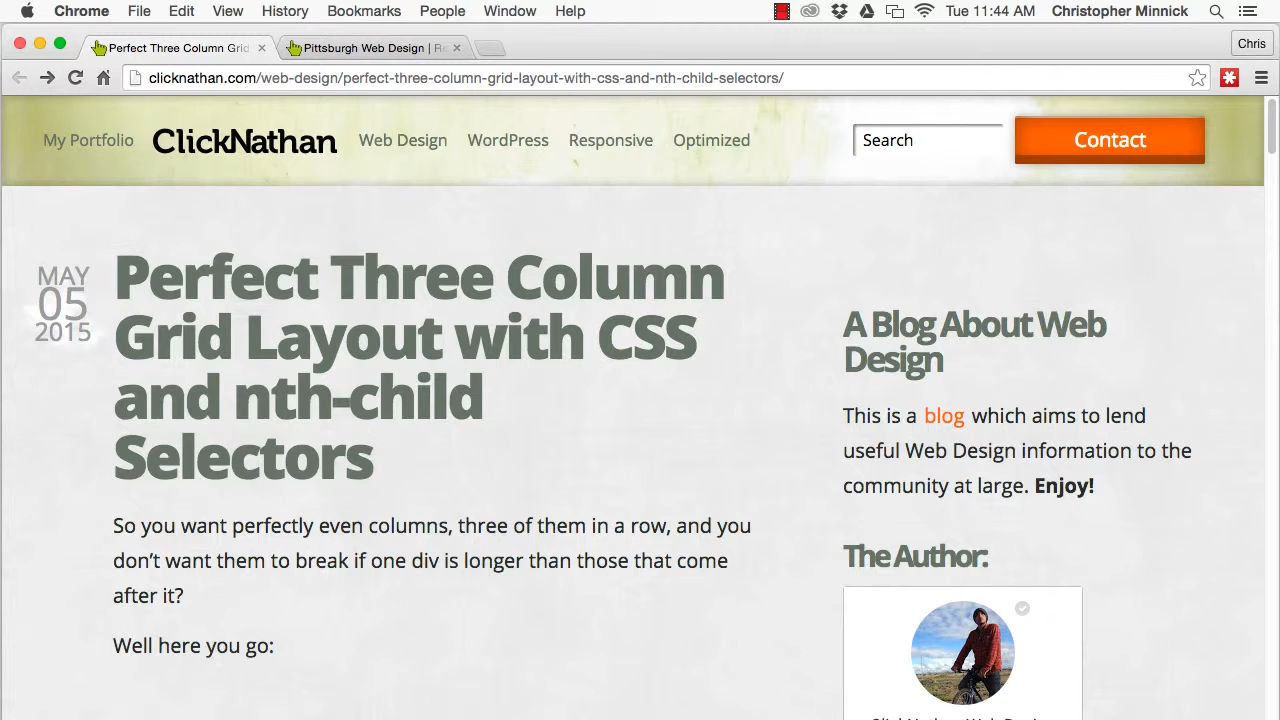 Chrome File Edit View History Bookmarks People Window Help Tue 11:44 AM Christopher Minnick
Perfect Three Column Grid
Pittsburgh Web Design |
Chris
clicknathan.com/web-design/perfect-three-column-grid-layout-with-css-and-nth-child-selectors/
My Portfolio ClickNathan Web Design WordPress Responsive Optimized Search Contact
MAY
05
2015
Perfect Three Column
Grid Layout with CSS
and nth-child
Selectors
So you want perfectly even columns, three of them in a row, and you
don’t want them to break if one div is longer than those that come
after it?
Well here you go:
A Blog About Web
Design
This is a blog which aims to lend
useful Web Design information to the
community at large. Enjoy!
The Author: